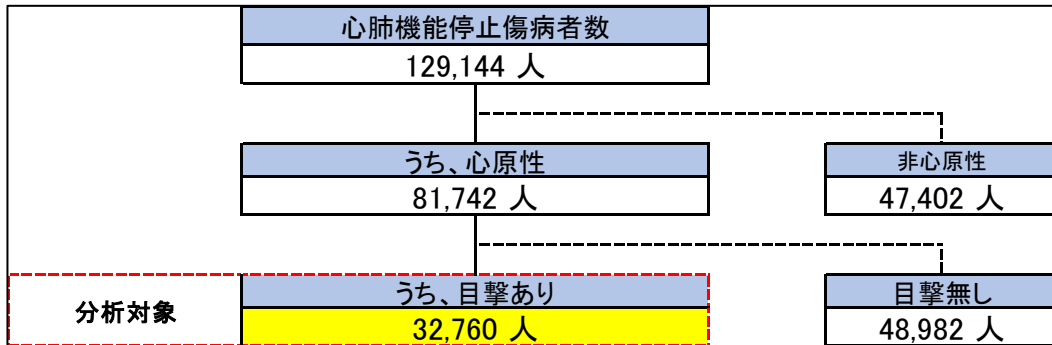 心肺機能停止傷病者数
129,144 人
うち、心原性
非心原性
81,742 人
47,402 人
分析対象
うち、目撃あり
目撃無し
32,760 人
48,982 人